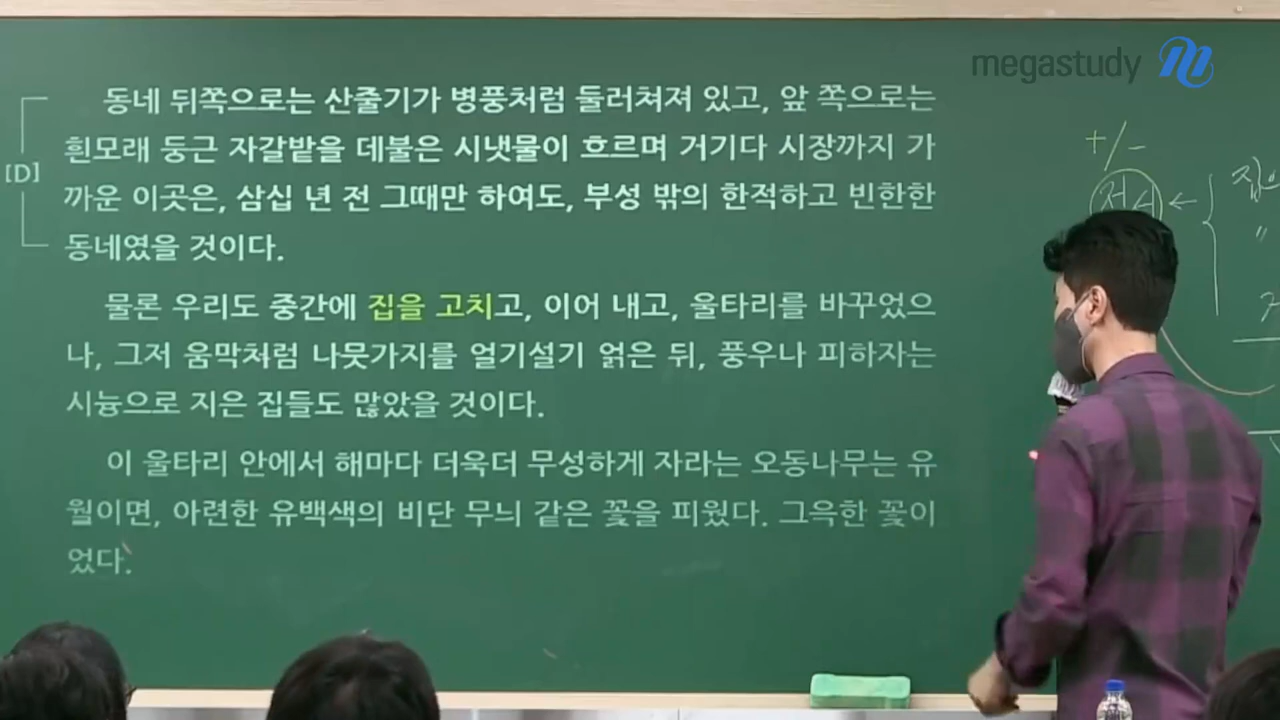 megastudy
동네 뒤쪽으로는 산줄기가 병풍처럼 둘러쳐져 있고, 앞 쪽으로는
흰모래 둥근 자갈밭을 데불은 시냇물이 흐르며 거기다 시장까지 가
[D]
까운 이곳은, 삼십 년 전 그때만 하여도, 부성 밖의 한적하고 빈한한
동네였을 것이다.
물론 우리도 중간에 집을 고치고, 이어 내고, 울타리를 바꾸었으
나, 그저 움막처럼 나뭇가지를 얼기설기 얽은 뒤, 풍우나 피하자는
시늉으로 지은 집들도 많았을 것이다.
이 울타리 안에서 해마다 더욱더 무성하게 자라는 오동나무는 유
월이면, 아련한 유백색의 비단 무늬 같은 꽃을 피웠다. 그윽한 꽃이
었다.
+/-